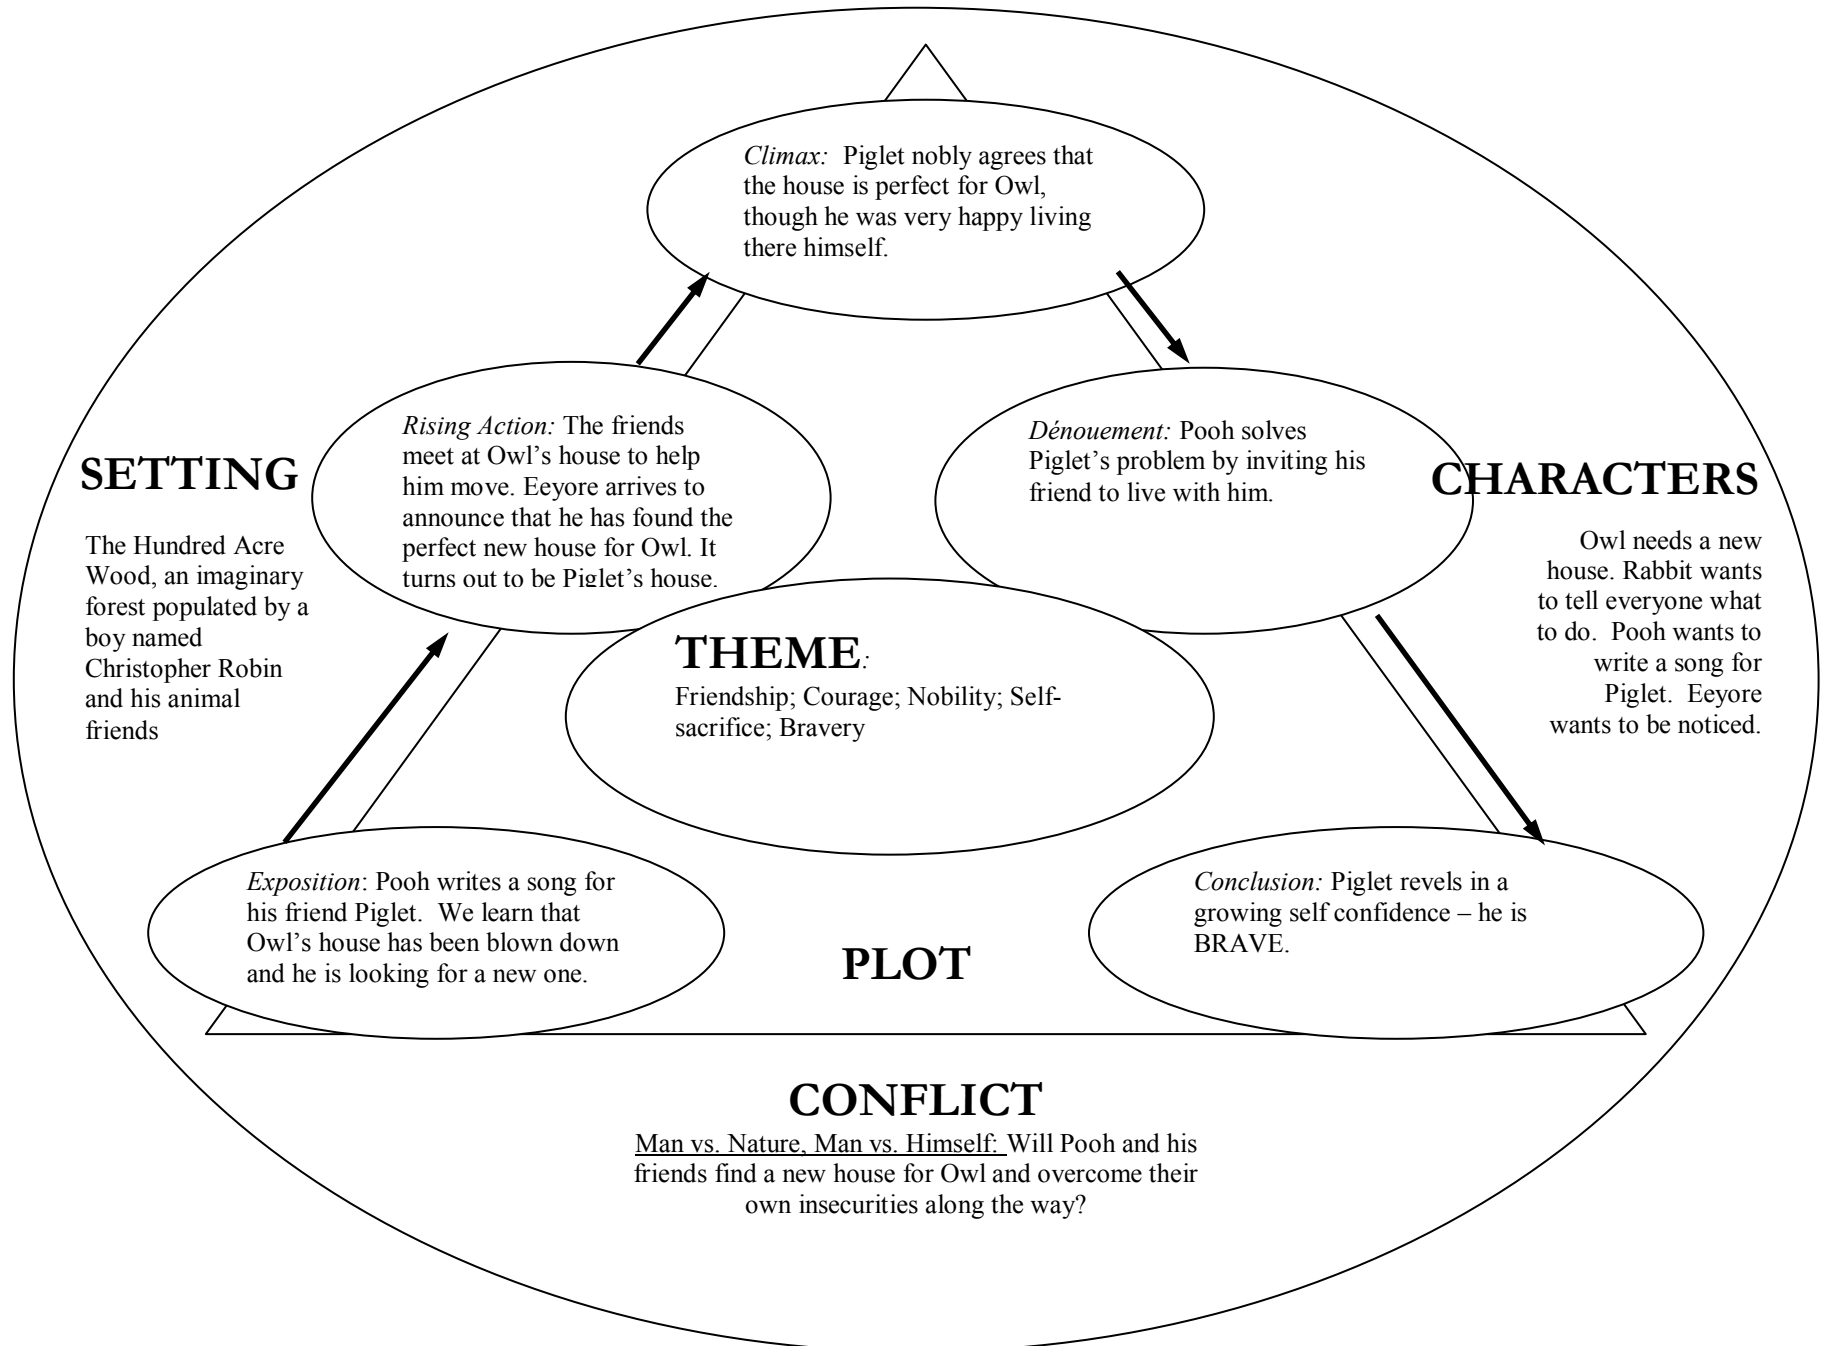 Climax:  Piglet nobly agrees that
the house is perfect for Owl,
though he was very happy living
there himself.
Rising Action: The friends
meet at Owl's house to help
him move. Eeyore arrives to
announce that he has found the
perfect new house for Owl. It
turns out to be Piglet's house.
Dénouement: Pooh solves
Piglet's problem by inviting his
friend to live with him.
SETTING
The Hundred Acre
Wood, an imaginary
forest populated by a
boy named
Christopher Robin
and his animal
friends
CHARACTERS
Owl needs a new
house. Rabbit wants
to tell everyone what
to do.  Pooh wants to
write a song for
Piglet.  Eeyore
wants to be noticed.
THEME:
Friendship; Courage; Nobility; Self-
sacrifice; Bravery
Exposition: Pooh writes a song for
his friend Piglet.  We learn that
Owl's house has been blown down
and he is looking for a new one.
PLOT
Conclusion: Piglet revels in a
growing self confidence – he is
BRAVE.
CONFLICT
Man vs. Nature, Man vs. Himself: Will Pooh and his
friends find a new house for Owl and overcome their
own insecurities along the way?